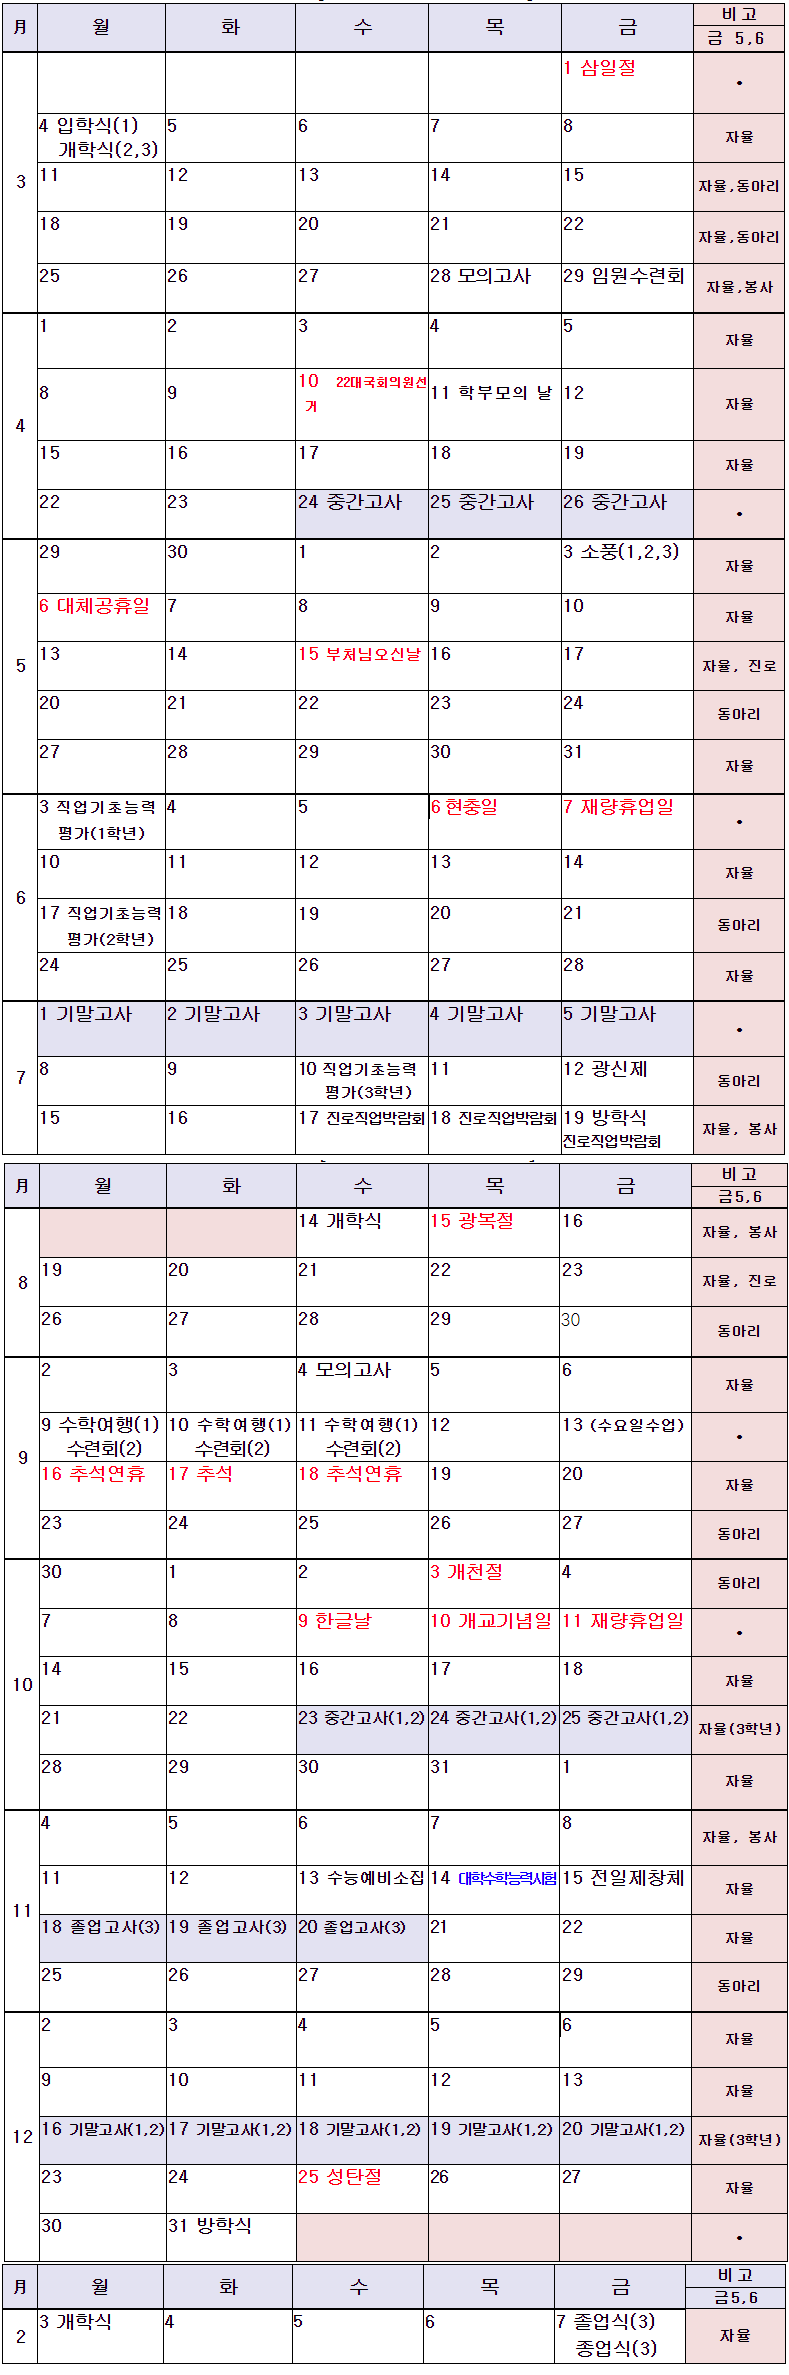 月 월 화 수 목 금 비고
금 5,6
1 삼일절 •
4 입학식(1) 5 6 7 8 자율
개학식(2,3)
11 12 13 14 15 자율,동아리
18 19 20 21 22 자율,동아리
3
25 26 27 28 모의고사 29 임원수련회 자율,봉사
1 2 3 4 5 자율
8 9 10 22대국회의원선 11 학부모의 날 12 자율
거
4
15 16 17 18 19 자율
22 23 24 중간고사 25 중간고사 26 중간고사 •
29 30 1 2 3 소풍(1,2,3) 자율
6 대체공휴일 7 8 9 10 자율
5
13 14 15 부처님오신날 16 17 자율, 진로
20 21 22 23 24 동아리
27 28 29 30 31 자율
3 직업기초능력 4 5 6 현충일 7 재량휴업일 •
평가(1학년)
10 11 12 13 14 자율
6
17 직업기초능력 18 19 20 21 동아리
평가(2학년)
24 25 26 27 28 자율
1 기말고사 2 기말고사 3 기말고사 4 기말고사 5 기말고사 •
7
8 9 10 직업기초능력 11 12 광신제 동아리
평가(3학년)
15 16 17 진로직업박람회 18 진로직업박람회 19 방학식 자율, 봉사
진로직업박람회
月 월 화 수 목 금 비고
금5,6
14 개학식 15 광복절 16 자율, 봉사
8
19 20 21 22 23 자율, 진로
26 27 28 29 30 동아리
2 3 4 모의고사 5 6 자율
9
9 수학여행(1) 10 수학여행(1) 11 수학여행(1) 12 13 (수요일수업) •
수련회(2) 수련회(2) 수련회(2)
16 추석연휴 17 추석 18 추석연휴 19 20 자율
23 24 25 26 27 동아리
30 1 2 3 개천절 4 동아리
7 8 9 한글날 10 개교기념일 11 재량휴업일 •
10
14 15 16 17 18 자율
21 22 23 중간고사(1,2) 24 중간고사(1,2) 25 중간고사(1,2) 자율(3학년)
28 29 30 31 1 자율
4 5 6 7 8 자율, 봉사
11 12 13 수능예비소집 14 대학수학능력시험 15 전일제창체 자율
11
18 졸업고사(3) 19 졸업고사(3) 20 졸업고사(3) 21 22 자율
25 26 27 28 29 동아리
2 3 4 5 6 자율
9 10 11 12 13 자율
12
16 기말고사(1,2) 17 기말고사(1,2) 18 기말고사(1,2) 19 기말고사(1,2) 20 기말고사(1,2) 자율(3학년)
23 24 25 성탄절 26 27 자율
30 31 방학식 •
月 월 화 수 목 금 비고
금5,6
2
3 개학식 4 5 6 7 졸업식(3) 자율
종업식(3)